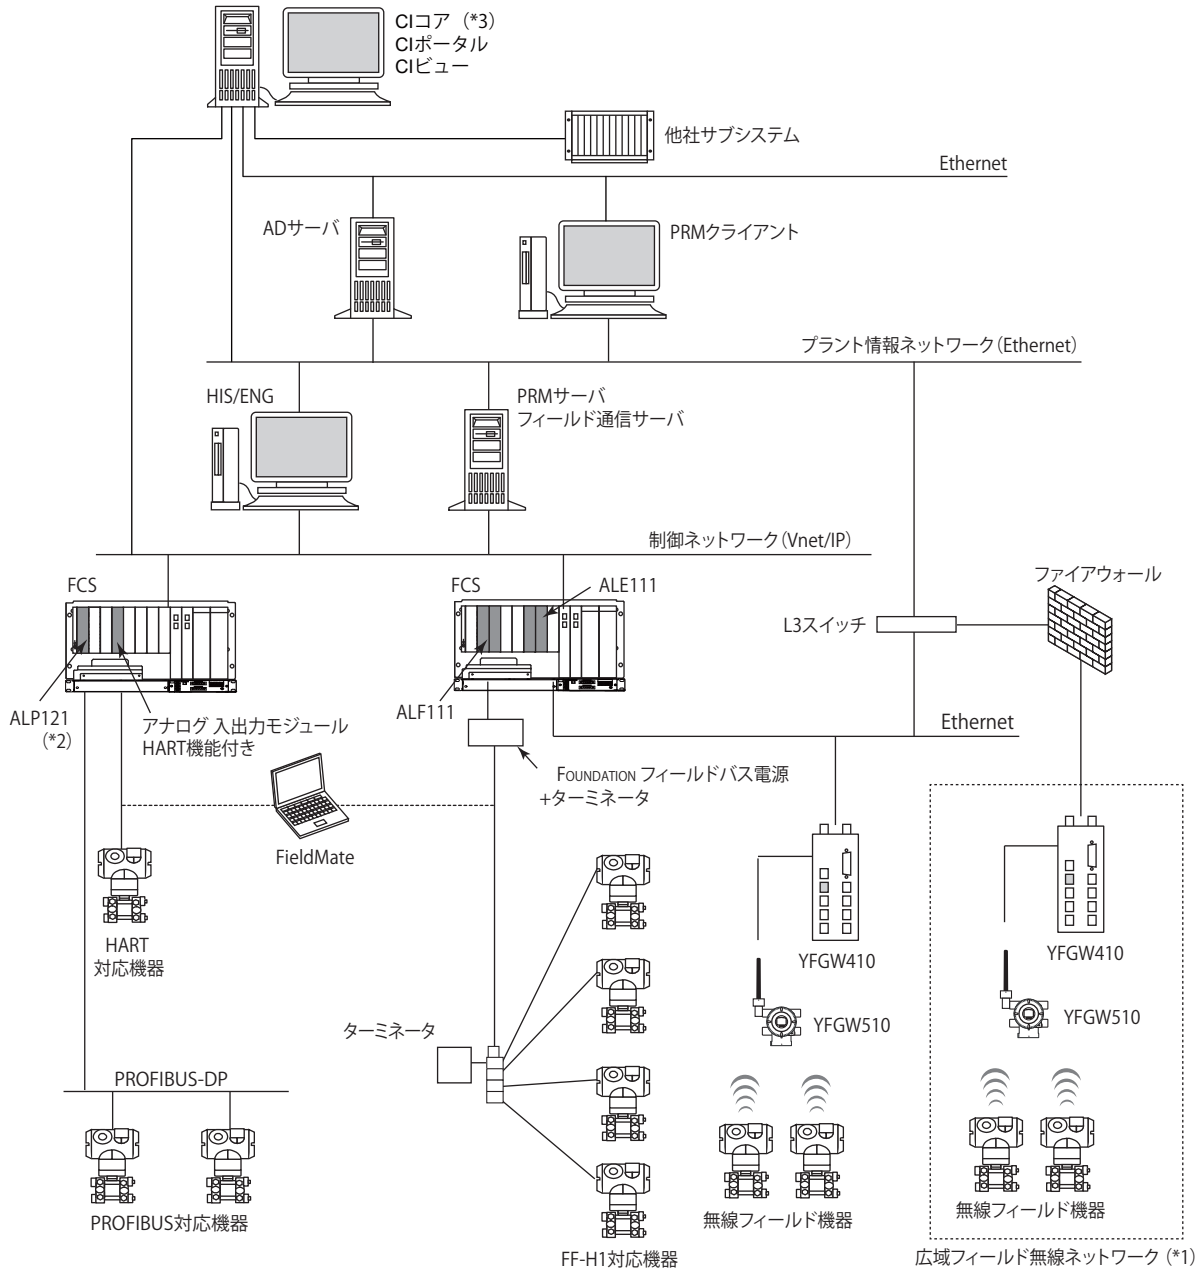 CIコア (*3)
CIポータル
CIビュー
他社サブシステム
Ethernet
ADサーバ
PRMクライアント
プラント情報ネットワーク(Ethernet)
HIS/ENG
PRMサーバ
フィールド通信サーバ
制御ネットワーク(Vnet/IP)
FCS
FCS
ALE111
ファイアウォール
L3スイッチ
ALP121
(*2)
アナログ 入出力モジュール
HART機能付き
ALF111
Ethernet
FOUNDATION フィールドバス電源
+ターミネータ
FieldMate
HART
対応機器
YFGW410
YFGW410
YFGW510
YFGW510
ターミネータ
PROFIBUS-DP
PROFIBUS対応機器
無線フィールド機器
無線フィールド機器
FF-H1対応機器
広域フィールド無線ネットワーク (*1)